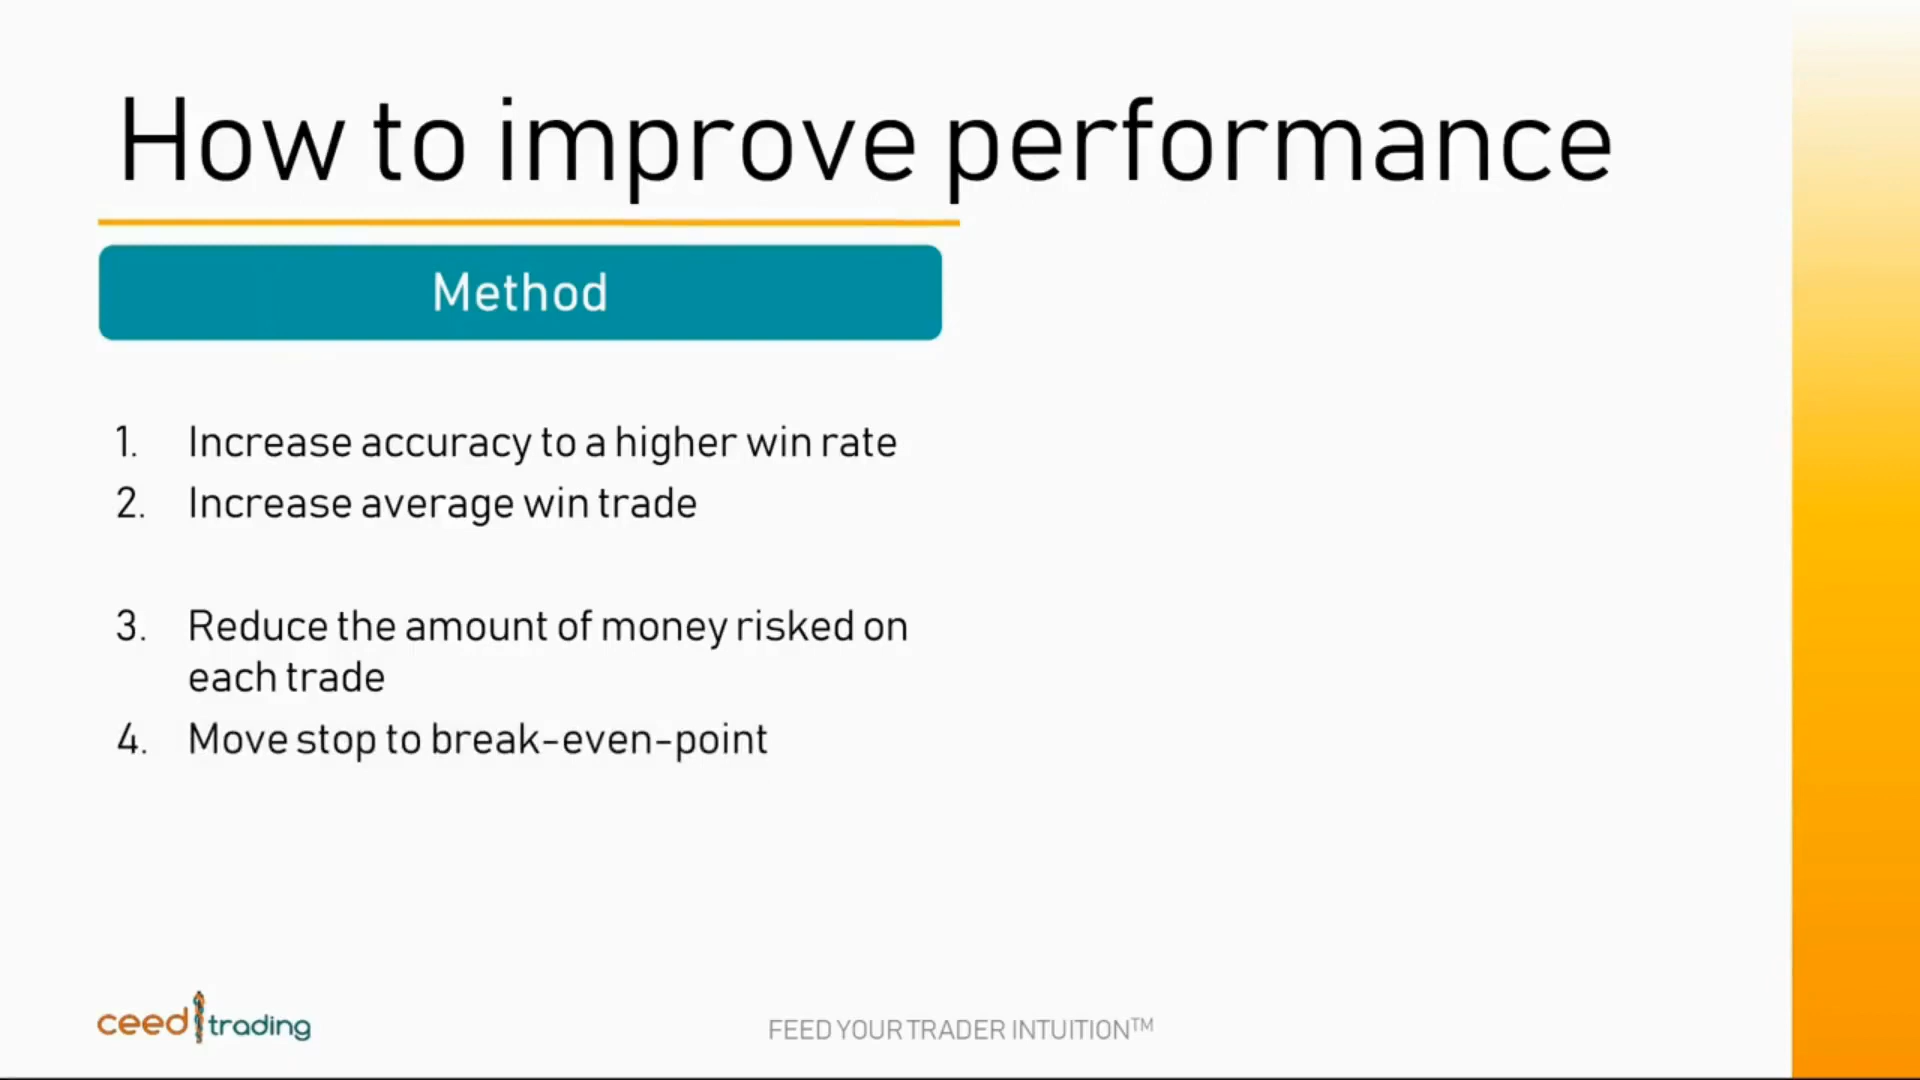 How to improve performance
Method
1. Increase accuracy to a higher win rate
2. Increase average win trade
3. Reduce the amount of money risked on
each trade
4. Move stop to break-even-point
ceed trading
FEED YOUR TRADER INTUITION™